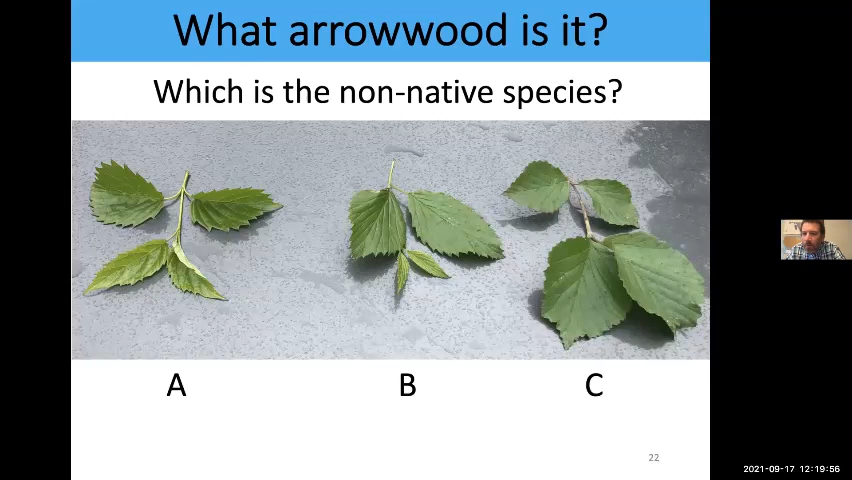 What arrowwood is it?
Which is the non-native species?
A
B
C
22
2021-09-17 12:19:56